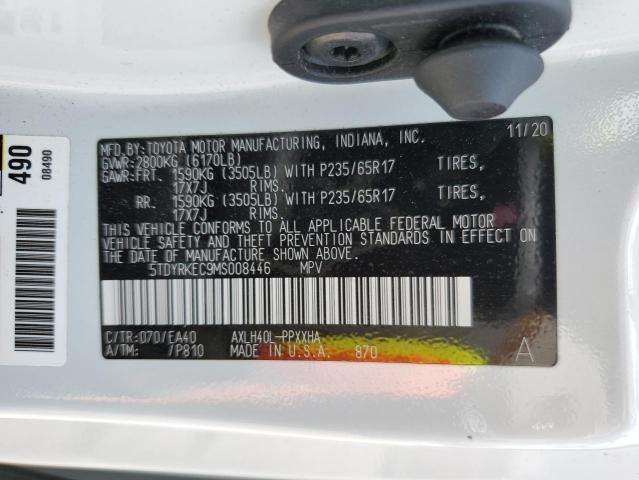 490
08490
11/20
MFD.BY:TOYOTA MOTOR MANUFACTURING, INDIANA, INC.
GVWR:2800KG (6170LB)
GAWR:FRT. 1590KG (3505LB) WITH P235/65R17 TIRES,
17X7J RIMS.
RR. 1590KG (3505LB) WITH P235/65R17 TIRES,
17X7J RIMS.
THIS VEHICLE CONFORMS TO ALL APPLICABLE FEDERAL MOTOR
VEHICLE SAFETY AND THEFT PREVENTION STANDARDS IN EFFECT ON
THE DATE OF MANUFACTURE SHOWN ABOVE.
5TDYRKEC9MS008446 MPV
C/TR:070/EA40 AXLH40L-PPXXHA
A/TM: /P810 MADE IN U.S.A. 870
A